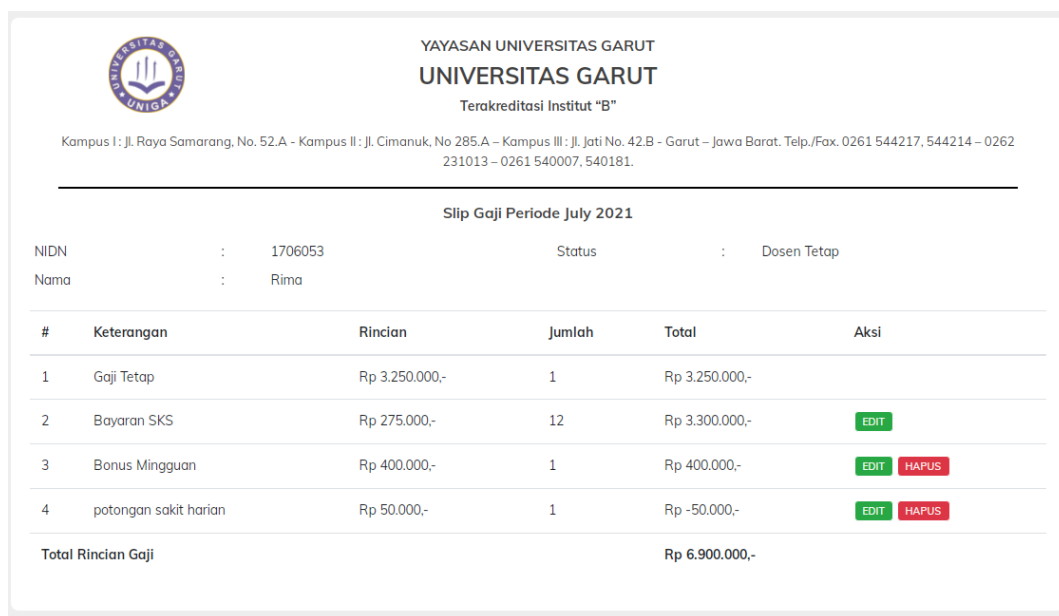 UNIVERSITAS GARUT
UNIGA
YAYASAN UNIVERSITAS GARUT
UNIVERSITAS GARUT
Terakreditasi Institut “B”
Kampus I : Jl. Raya Samarang, No. 52.A - Kampus II : Jl. Cimanuk, No 285.A – Kampus III : Jl. Jati No. 42.B - Garut – Jawa Barat. Telp./Fax. 0261 544217, 544214 – 0262
231013 – 0261 540007, 540181.
Slip Gaji Periode July 2021
NIDN : 1706053 Status : Dosen Tetap
Nama : Rima
# Keterangan Rincian Jumlah Total Aksi
1 Gaji Tetap Rp 3.250.000,- 1 Rp 3.250.000,-
2 Bayaran SKS Rp 275.000,- 12 Rp 3.300.000,- EDIT
3 Bonus Mingguan Rp 400.000,- 1 Rp 400.000,- EDIT HAPUS
4 potongan sakit harian Rp 50.000,- 1 Rp -50.000,- EDIT HAPUS
Total Rincian Gaji Rp 6.900.000,-